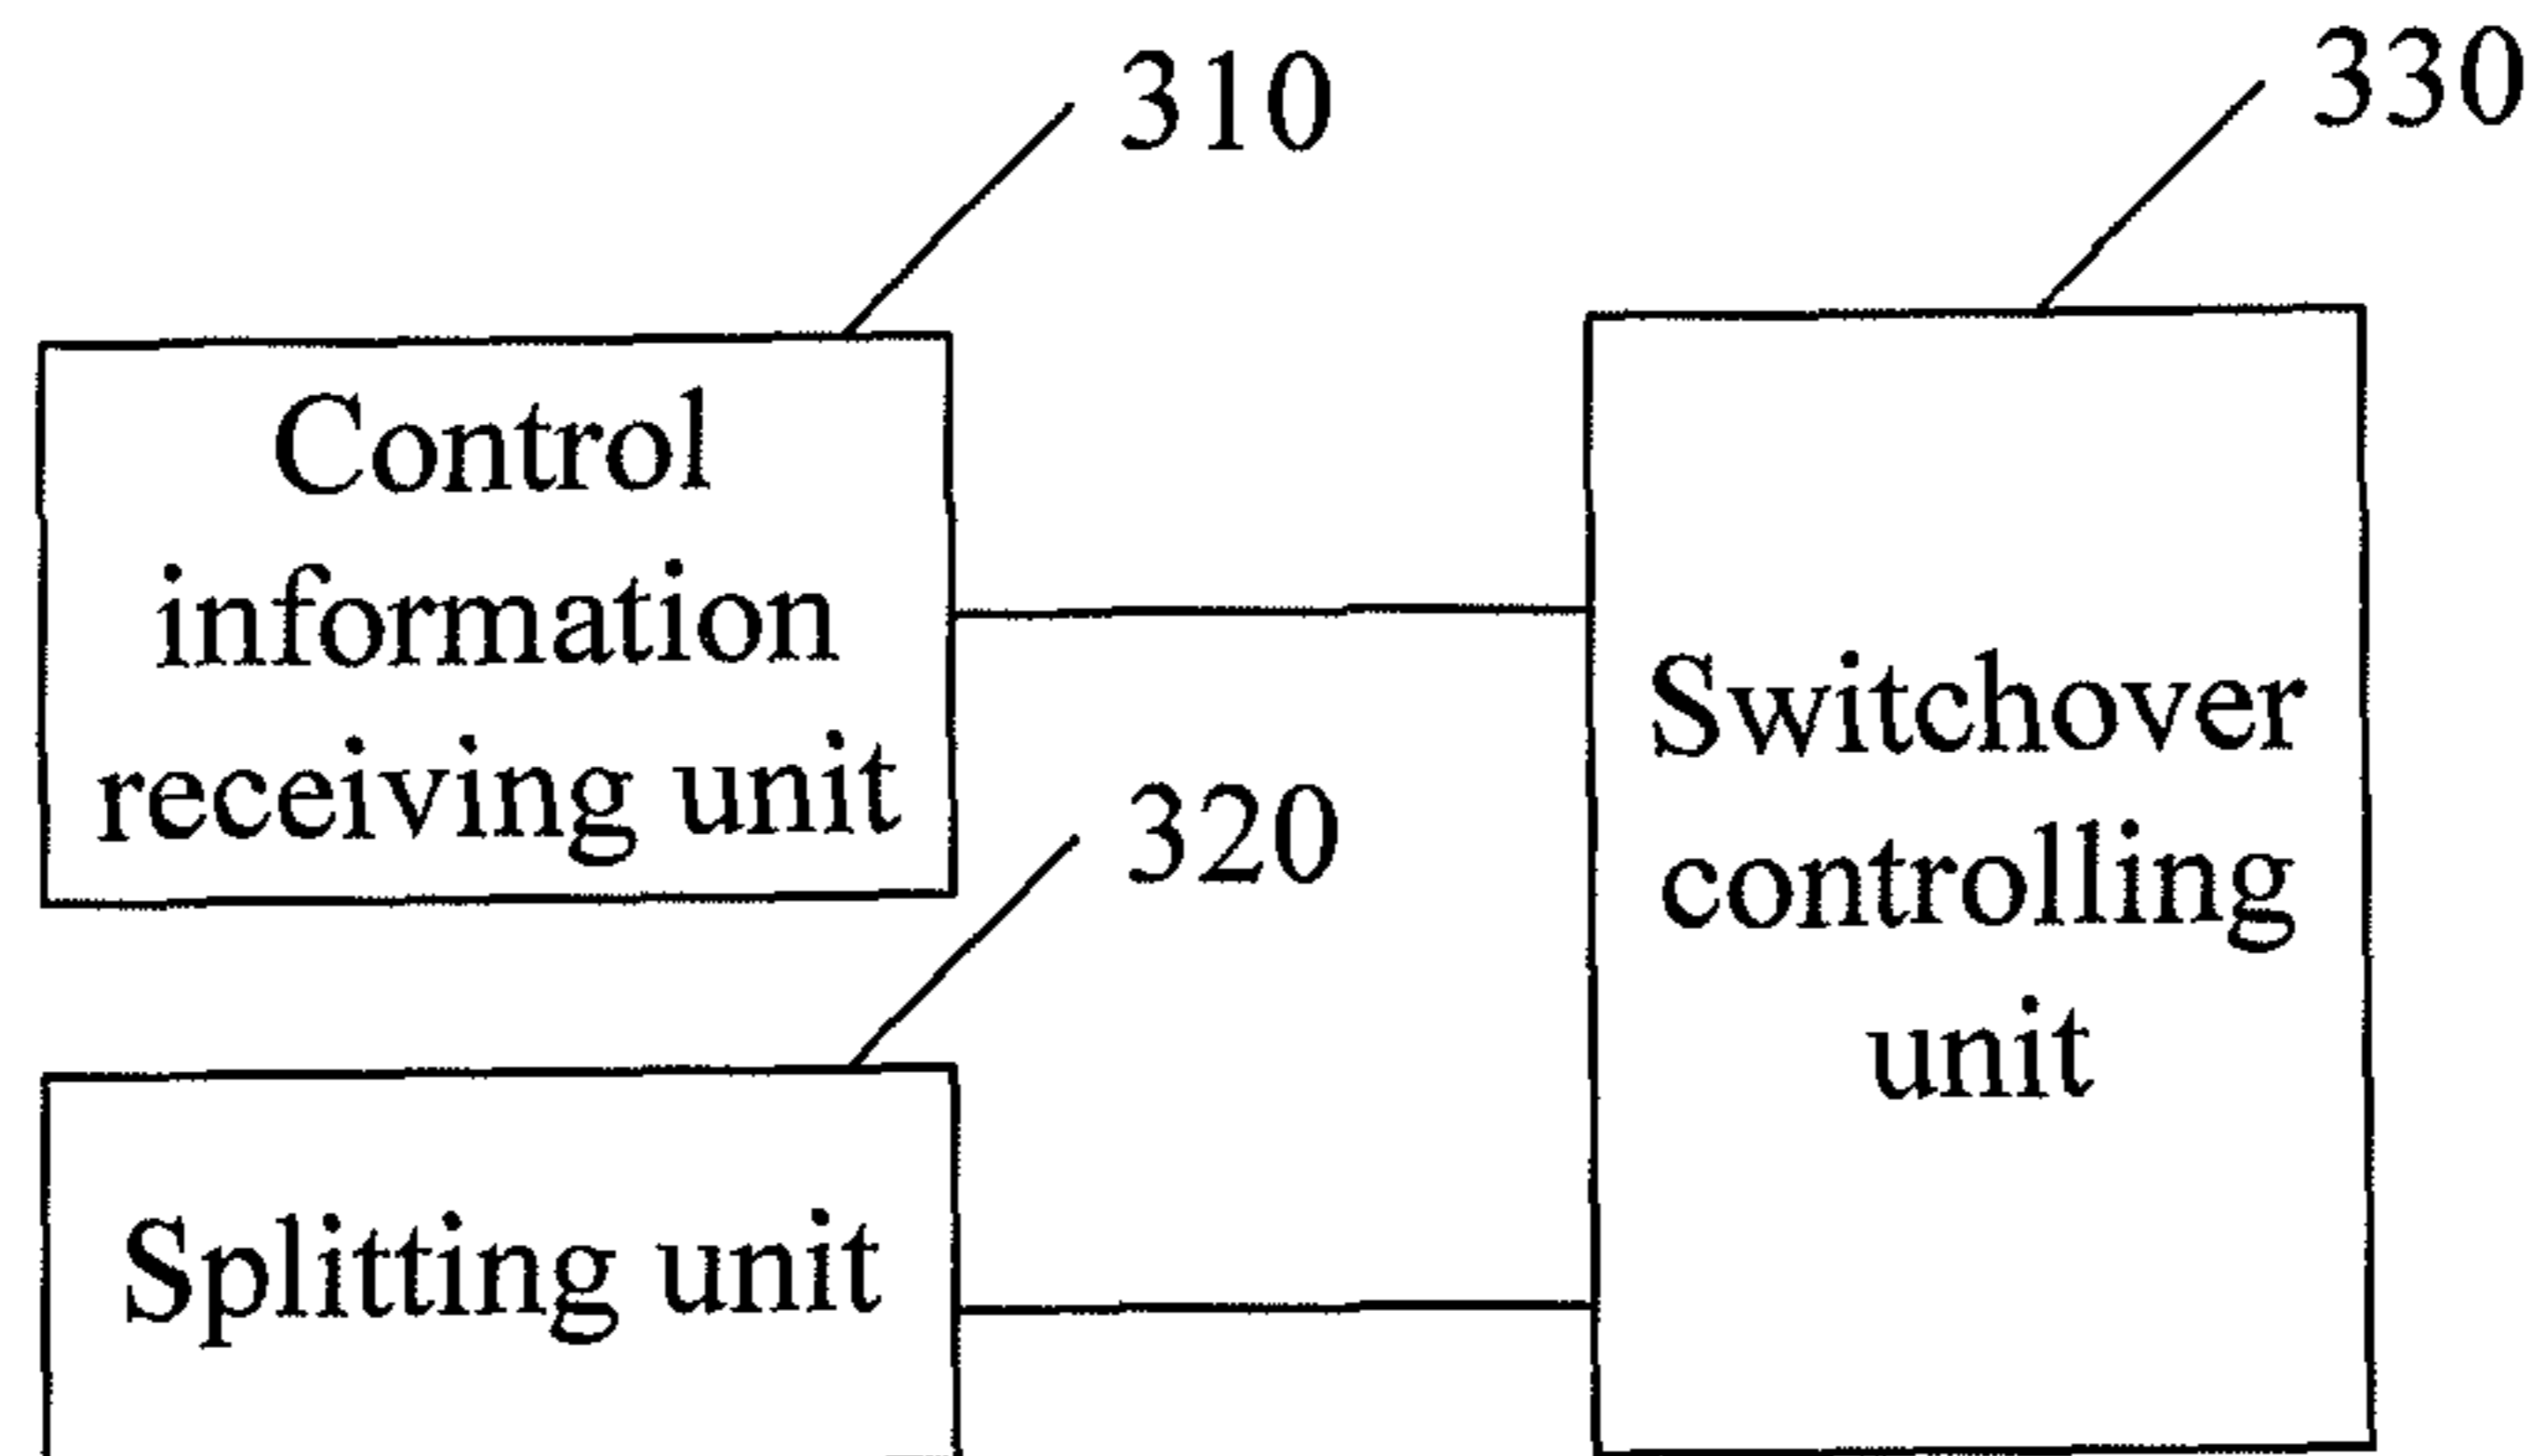 310
330
Control
information
receiving unit
Switchover
controlling
unit
320
Splitting unit